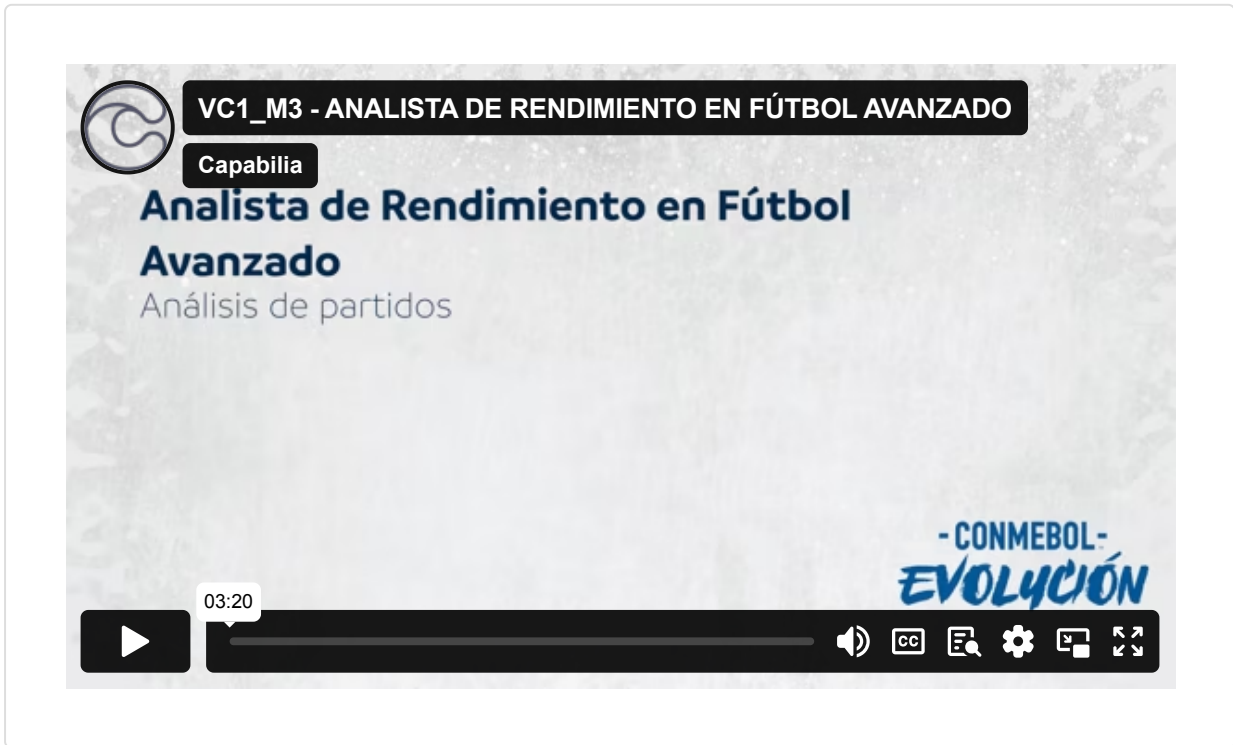 VC1_M3 - ANALISTA DE RENDIMIENTO EN FÚTBOL AVANZADO
Capabilia
Analista de Rendimiento en Fútbol
Avanzado
Análisis de partidos
- CONMEBOL-
EVOLUCIÓN
03:20
CC